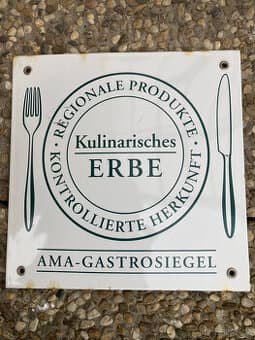 REGIONALE PRODUKTE
Kulinarisches
ERBE
KONTROLLIERTE HERKUNFT
AMA-GASTROSIEGEL